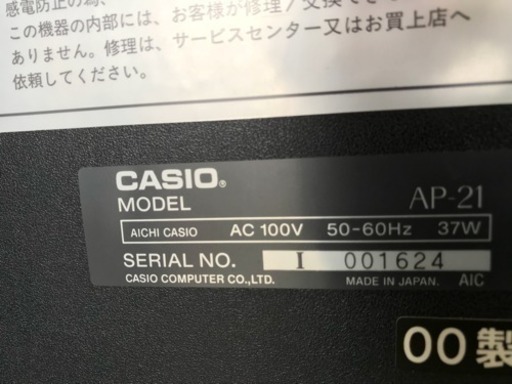 感電防止の為、
この機器の内部には、お客様が修理/交換でき
ありません。修理は、サービスセンター又はお買上店へ
依頼してください。
CASIO®
MODEL AP-21
AICHI CASIO AC 100V 50-60Hz 37W
SERIAL NO. I 001624
CASIO COMPUTER CO.,LTD. MADE IN JAPAN. AIC
00製